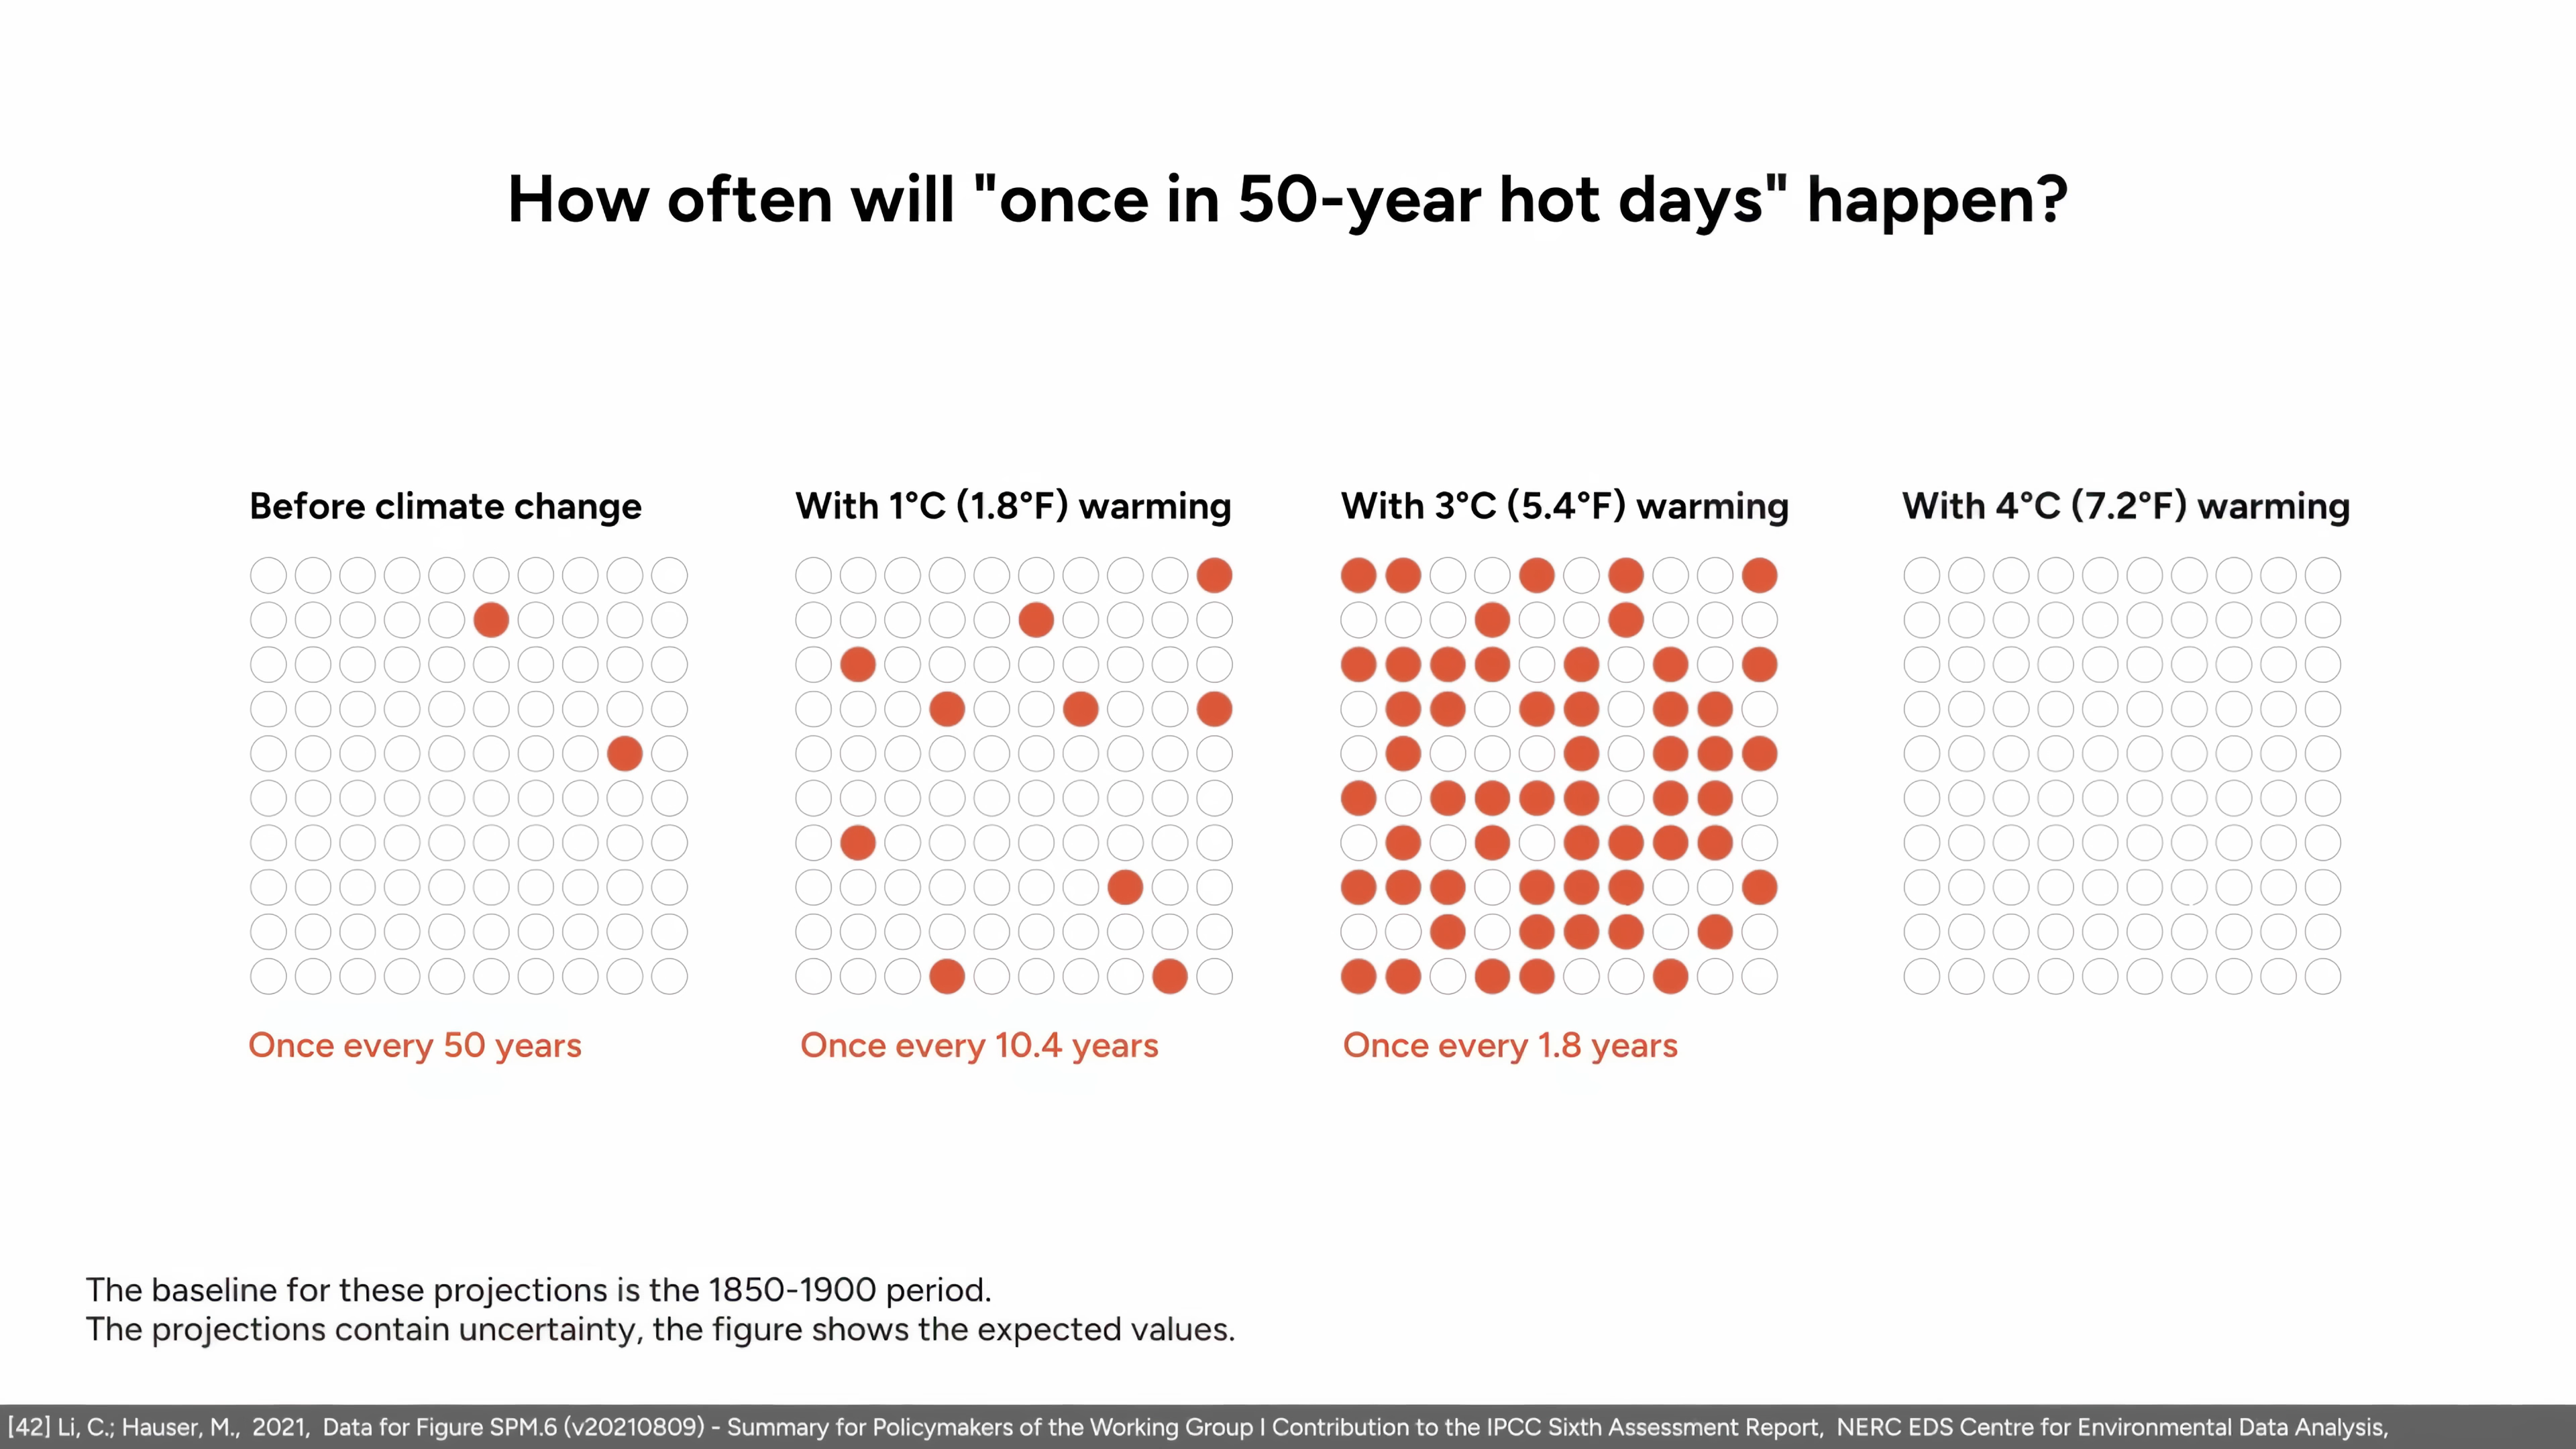 How often will "once in 50-year hot days" happen?
Before climate change
With 1°C (1.8°F) warming
With 3°C (5.4°F) warming
With 4°C (7.2°F) warming
Once every 50 years
Once every 10.4 years
Once every 1.8 years
The baseline for these projections is the 1850-1900 period.
The projections contain uncertainty, the figure shows the expected values.
[42] Li, C.; Hauser, M., 2021, Data for Figure SPM.6 (v20210809) - Summary for Policymakers of the Working Group I Contribution to the IPCC Sixth Assessment Report, NERC EDS Centre for Environmental Data Analysis,